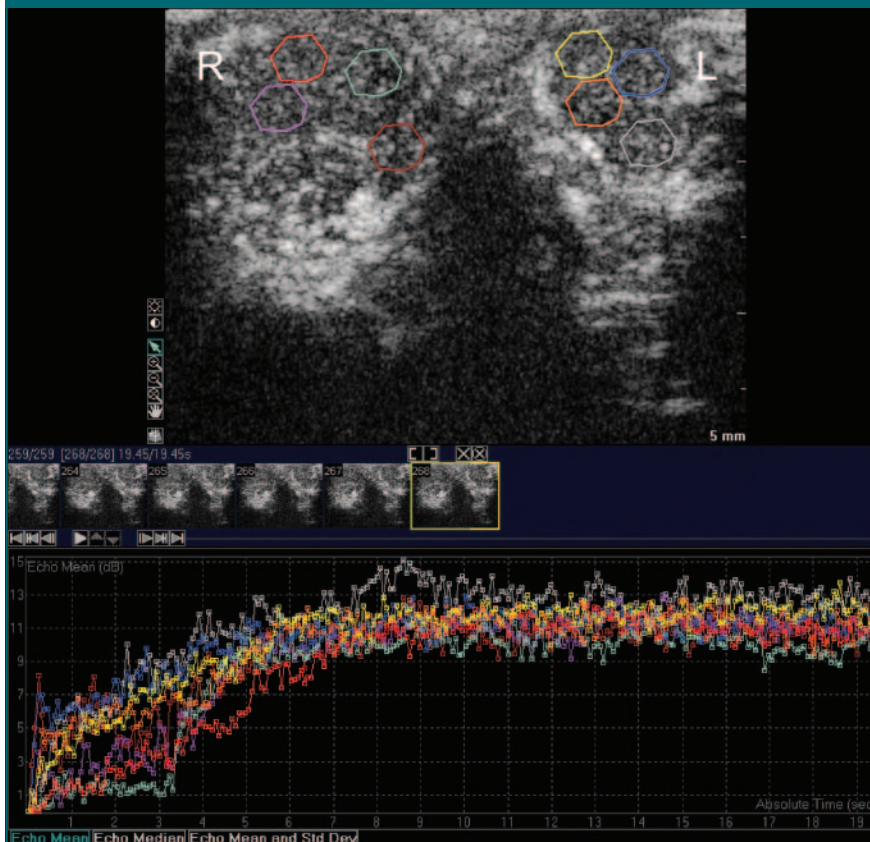 R L
5 mm
259/259 [268/268] 19.45/19.45s
264 265 266 267 268
15 Echo Mean (dB)
13
11
9
7
5
3
1
Absolute Time (sec
1 2 3 4 5 6 7 8 9 10 11 12 13 14 15 16 17 18 19
Echo Mean Echo Median Echo Mean and Std Dev